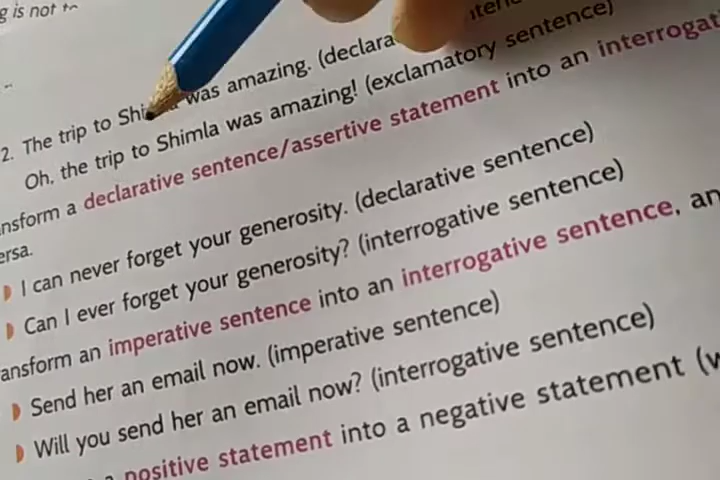 g is not
2. The trip to Shi was amazing. (declara
Oh, the trip to Shimla was amazing! (exclamatory sentence)
nsform a declarative sentence/assertive statement into an interrogat
ersa.
I can never forget your generosity. (declarative sentence)
Can I ever forget your generosity? (interrogative sentence)
ansform an imperative sentence into an interrogative sentence, an
Send her an email now. (imperative sentence)
Will you send her an email now? (interrogative sentence)
positive statement into a negative statement (w